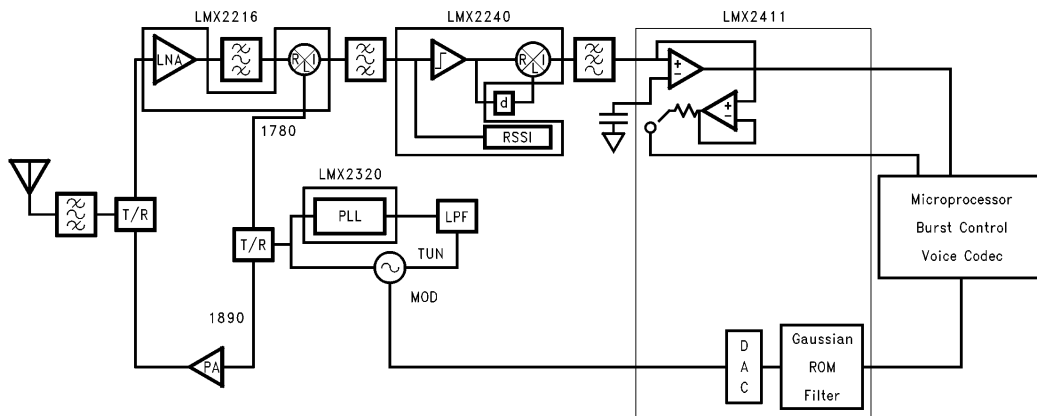 LMX2216
LMX2240
LMX2411
LNA
R I
L
R I
L
d
RSSI
+
−
+
−
1780
LMX2320
T/R
PLL
LPF
T/R
TUN
MOD
1890
PA
Microprocessor
Burst Control
Voice Codec
D
A
C
Gaussian
ROM
Filter